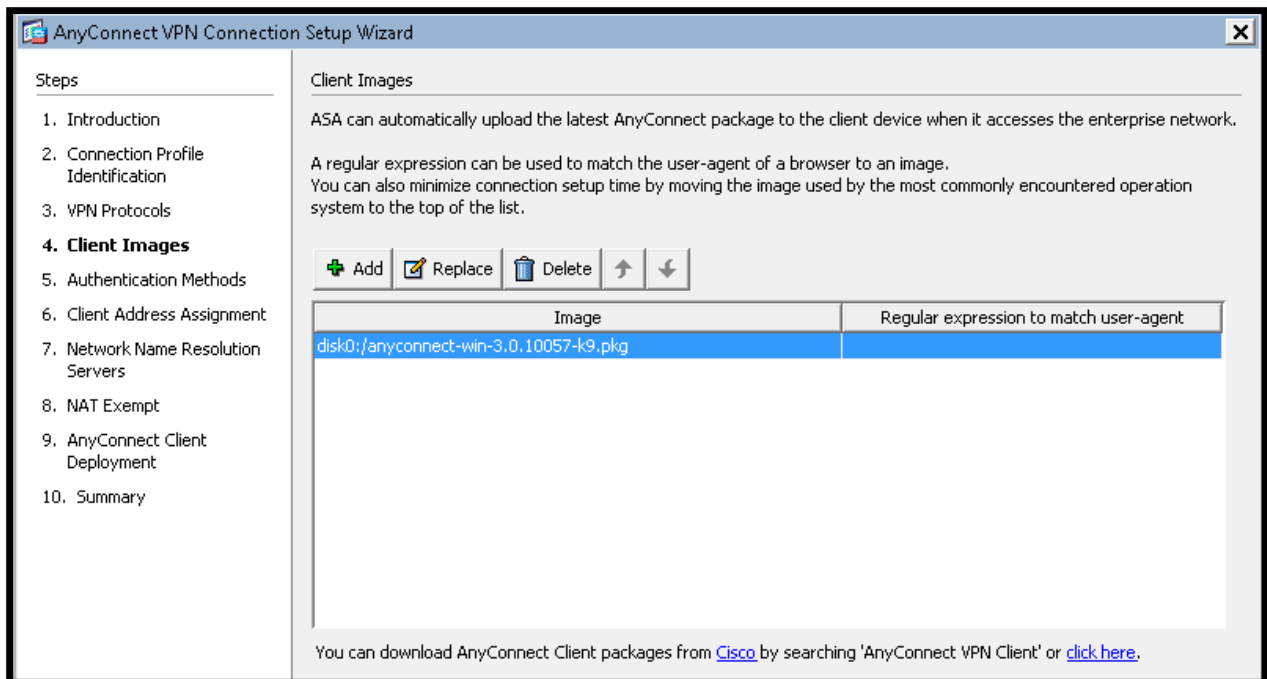 AnyConnect VPN Connection Setup Wizard
Steps
1. Introduction
2. Connection Profile
Identification
3. VPN Protocols
4. Client Images
5. Authentication Methods
6. Client Address Assignment
7. Network Name Resolution
Servers
8. NAT Exempt
9. AnyConnect Client
Deployment
10. Summary
Client Images
ASA can automatically upload the latest AnyConnect package to the client device when it accesses the enterprise network.
A regular expression can be used to match the user-agent of a browser to an image.
You can also minimize connection setup time by moving the image used by the most commonly encountered operation
system to the top of the list.
Add Replace Delete
Image Regular expression to match user-agent
disk0:/anyconnect-win-3.0.10057-k9.pkg
You can download AnyConnect Client packages from Cisco by searching 'AnyConnect VPN Client' or click here.